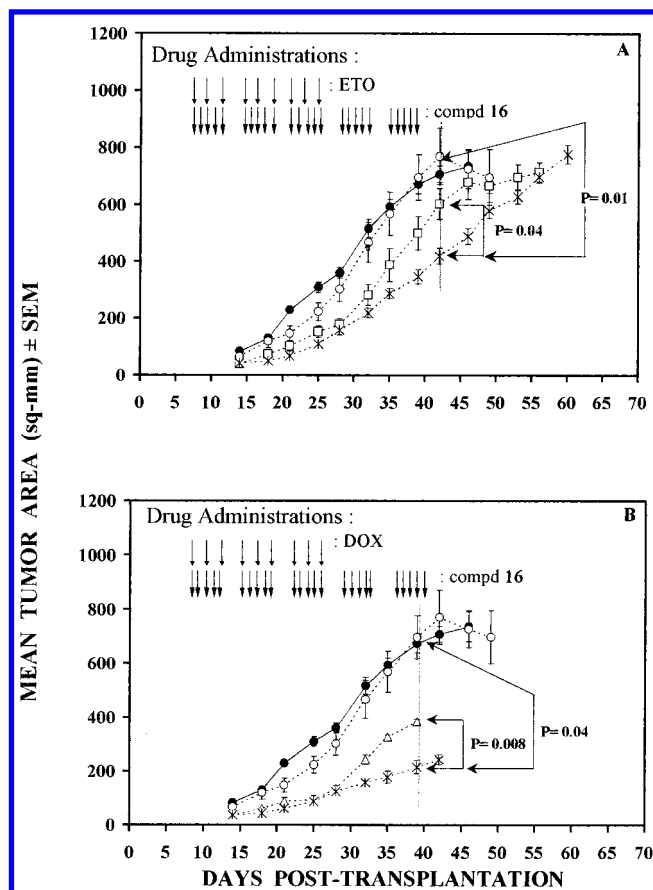 MEAN TUMOR AREA (sq-mm) ± SEM
A
Drug Administrations :
: ETO
: compd 16
1200
1000
800
600
400
200
0
P= 0.01
P= 0.04
0 5 10 15 20 25 30 35 40 45 50 55 60 65 70
B
Drug Administrations :
: DOX
: compd 16
1200
1000
800
600
400
200
0
P= 0.008
P= 0.04
0 5 10 15 20 25 30 35 40 45 50 55 60 65 70
DAYS POST-TRANSPLANTATION